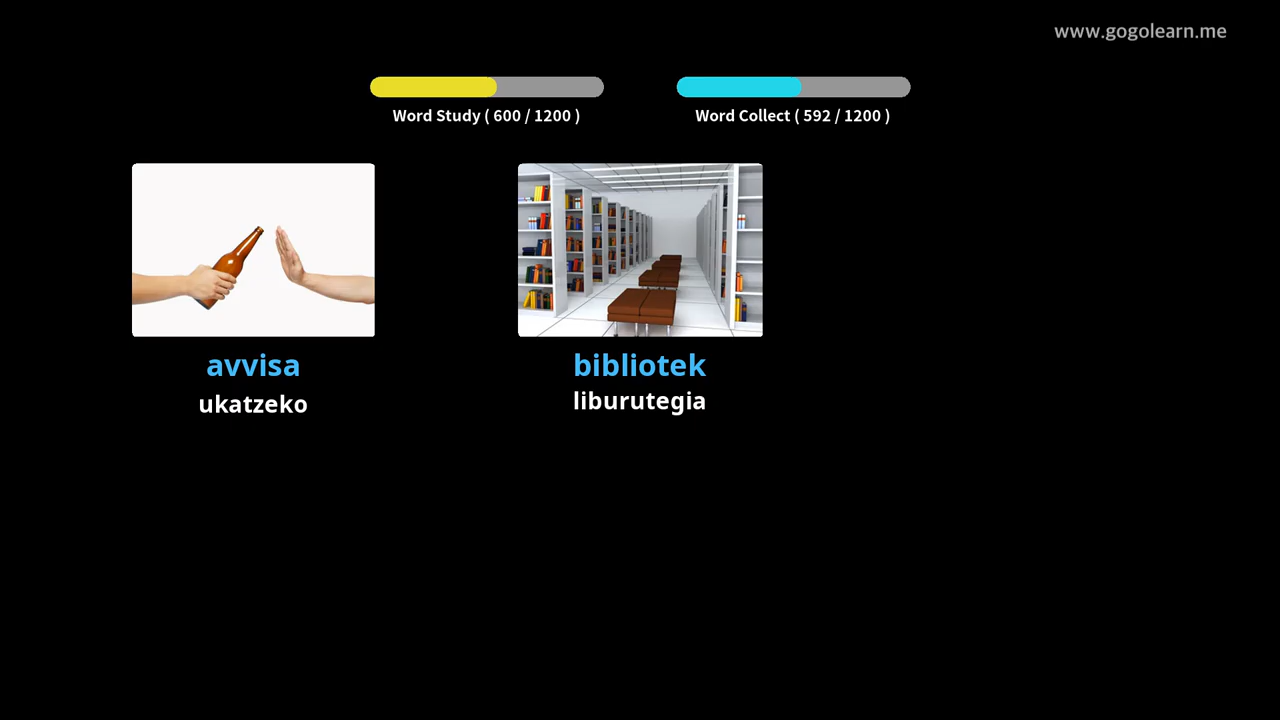 www.gogolearn.me
Word Study ( 600 / 1200 )
Word Collect ( 592 / 1200 )
avvisa
ukatzeko
bibliotek
liburutegia